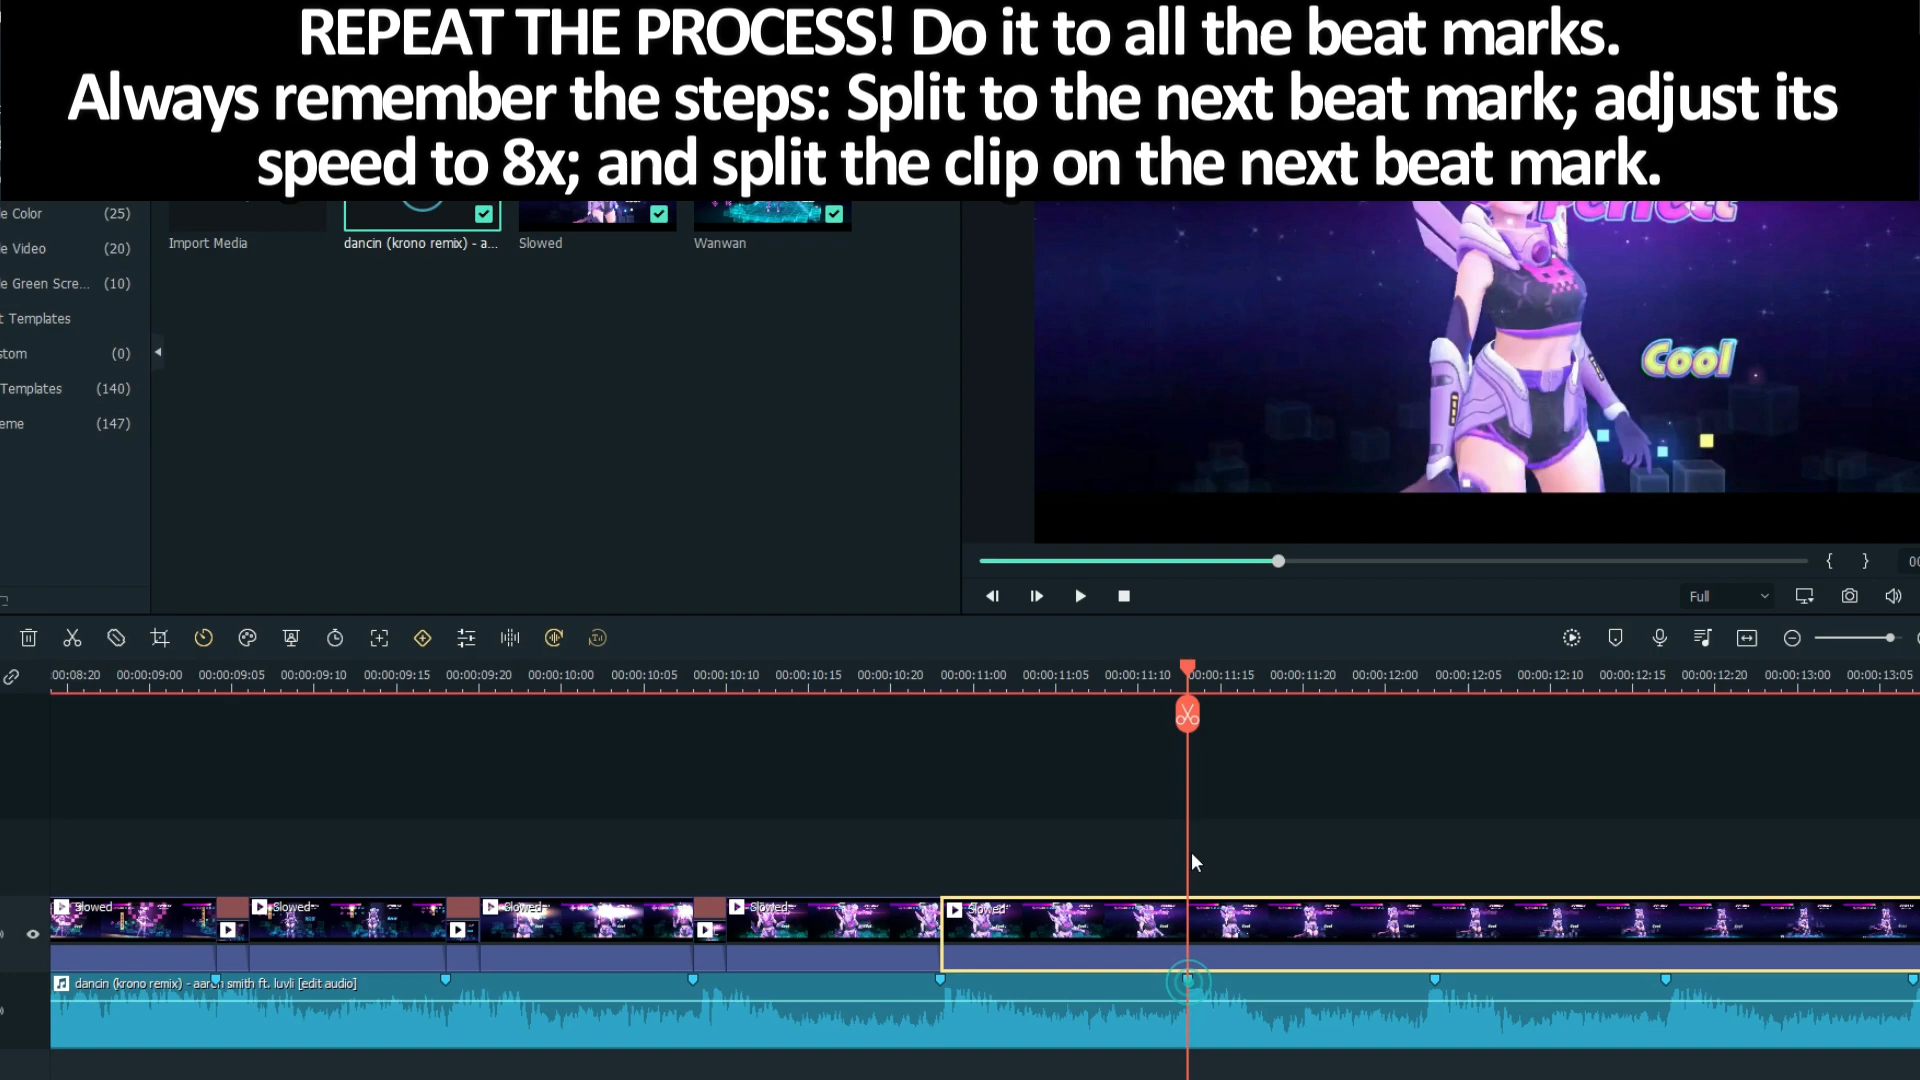 REPEAT THE PROCESS! Do it to all the beat marks.
Always remember the steps: Split to the next beat mark; adjust its
speed to 8x; and split the clip on the next beat mark.
e Color (25)
e Video (20)
e Green Scre... (10)
t Templates
stom (0)
Templates (140)
eme (147)
Import Media
dancin (krono remix) - a...
Slowed
Wanwan
Perfect
Cool
{ } 00
Full
00:00:08:20 00:00:09:00 00:00:09:05 00:00:09:10 00:00:09:15 00:00:09:20 00:00:10:00 00:00:10:05 00:00:10:10 00:00:10:15 00:00:10:20 00:00:11:00 00:00:11:05 00:00:11:10 00:00:11:15 00:00:11:20 00:00:12:00 00:00:12:05 00:00:12:10 00:00:12:15 00:00:12:20 00:00:13:00 00:00:13:05
Slowed Slowed Slowed Slowed Slowed
dancin (krono remix) - aaron smith ft. luvli [edit audio]